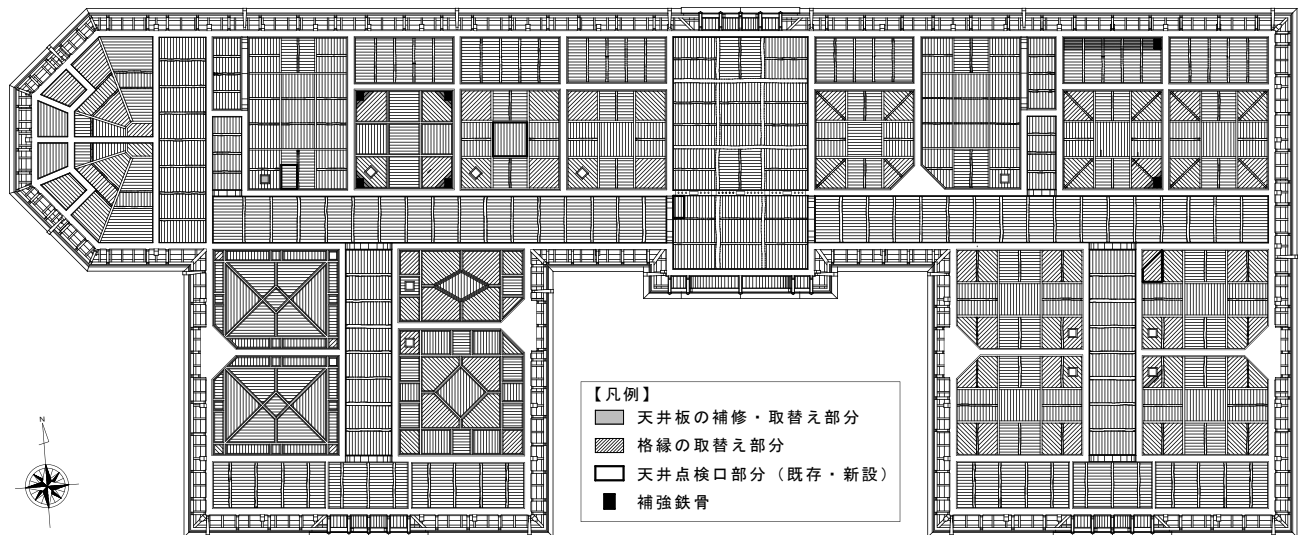 【凡例】
天井板の補修・取替え部分
格縁の取替え部分
天井点検口部分（既存・新設）
補強鉄骨
N